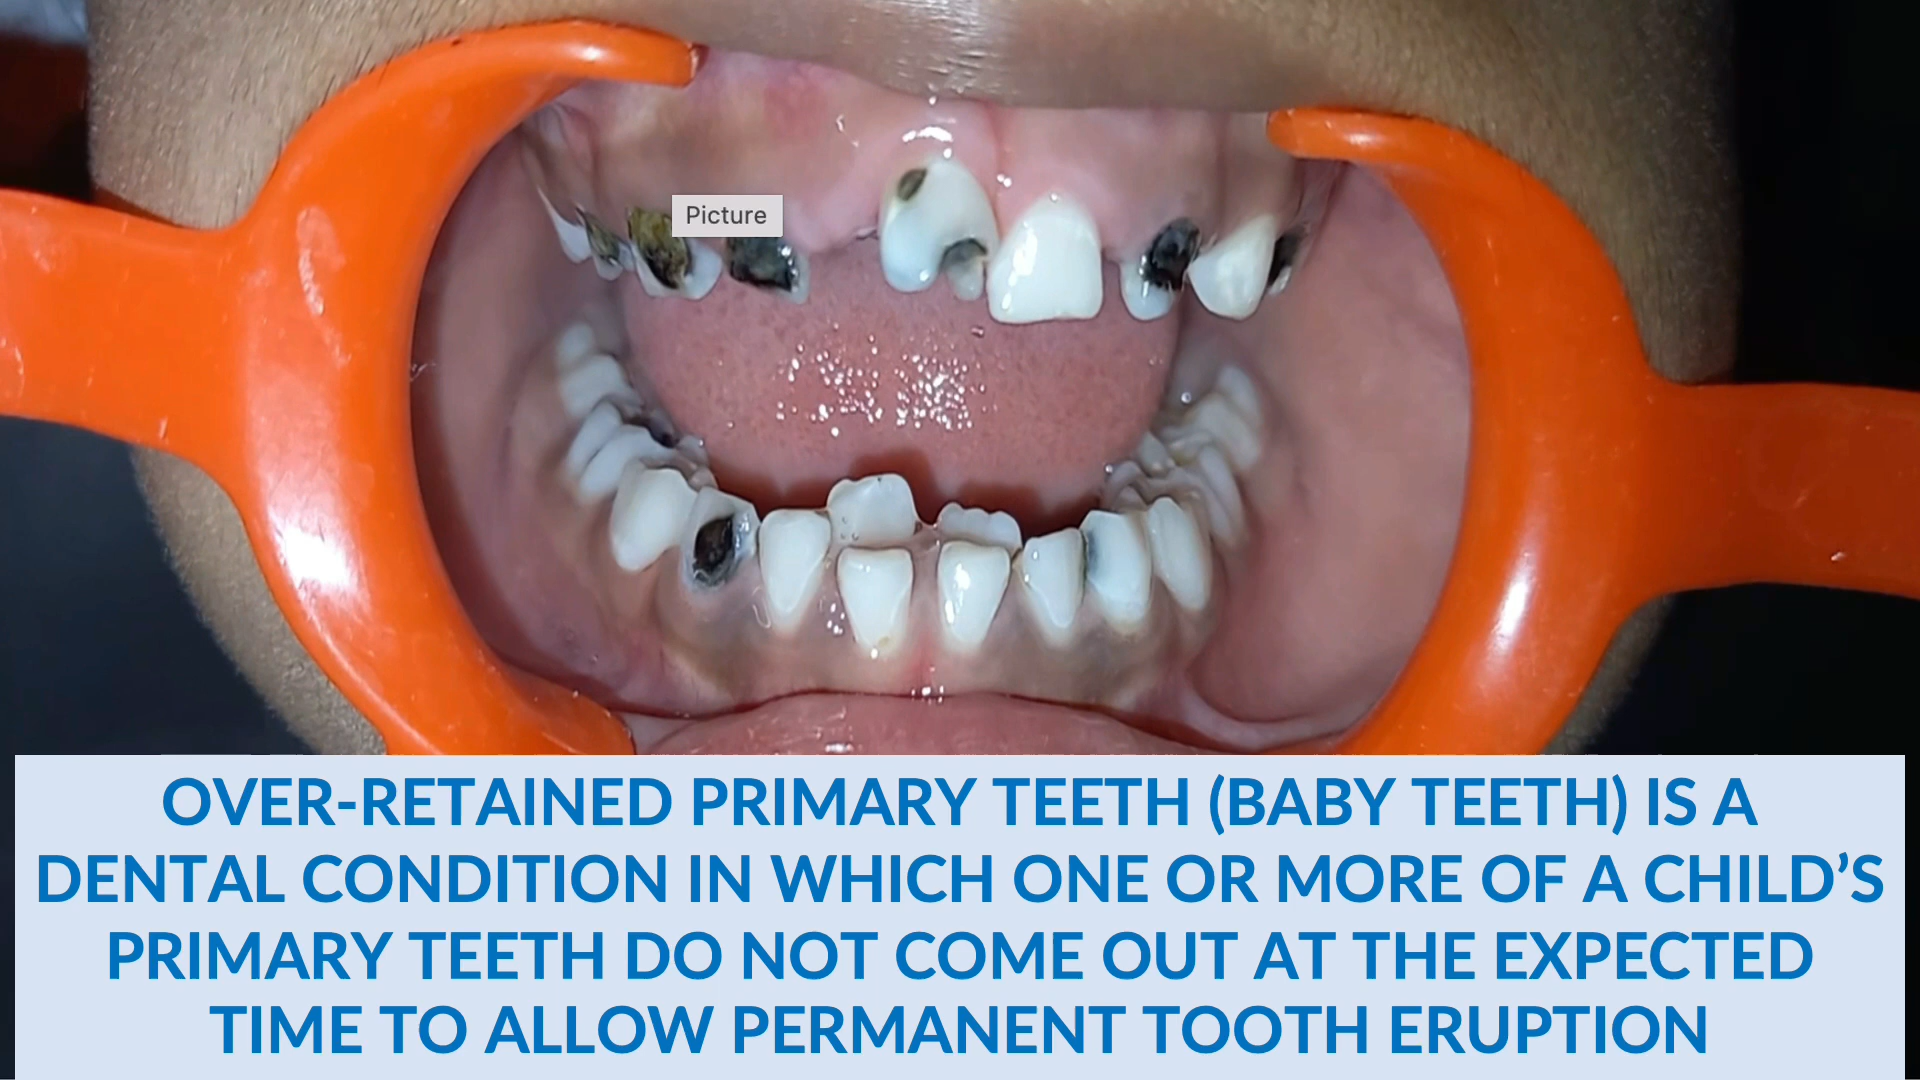 Picture
OVER-RETAINED PRIMARY TEETH (BABY TEETH) IS A
DENTAL CONDITION IN WHICH ONE OR MORE OF A CHILD’S
PRIMARY TEETH DO NOT COME OUT AT THE EXPECTED
TIME TO ALLOW PERMANENT TOOTH ERUPTION